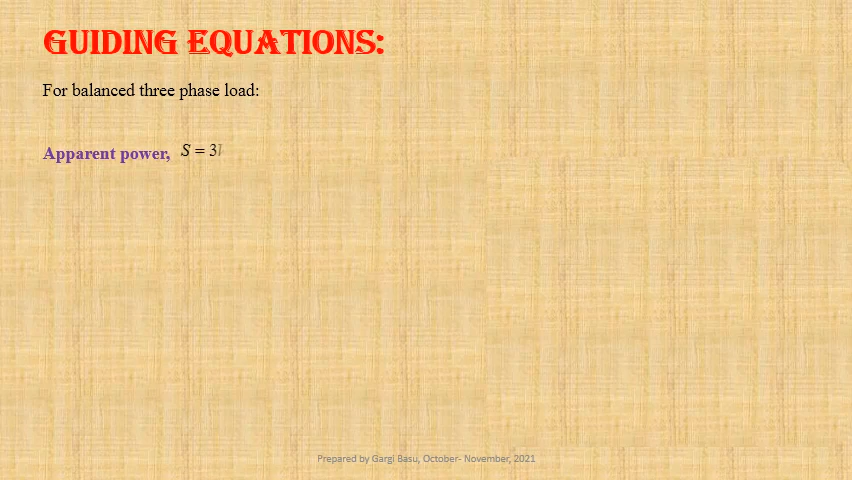 GUIDING EQUATIONS:
For balanced three phase load:
Apparent power, S = 3
Prepared by Gargi Basu, October- November, 2021